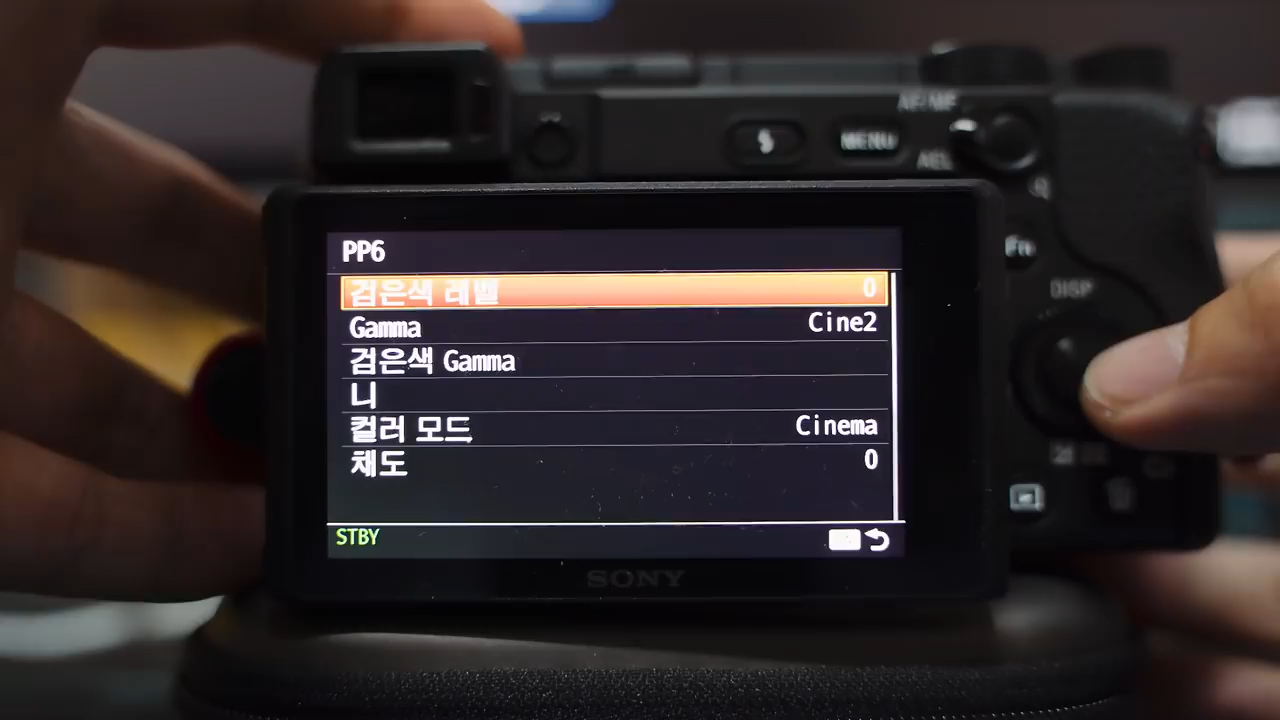 AF/MF
MENU
AEL
Fn
DISP
PP6
검은색 레벨 0
Gamma Cine2
검은색 Gamma
니
컬러 모드 Cinema
채도 0
STBY
SONY